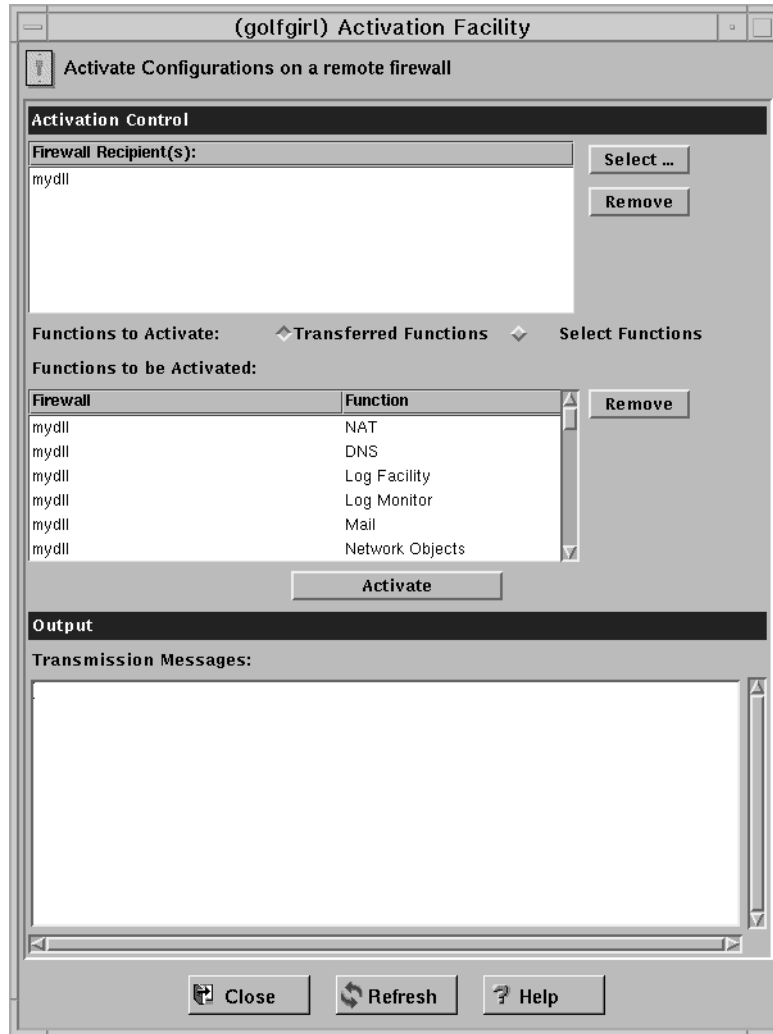 (golfgirl) Activation Facility
Activate Configurations on a remote firewall
Activation Control
Firewall Recipient(s):
Select ...
mydll
Remove
Functions to Activate: Transferred Functions Select Functions
Functions to be Activated:
Firewall Function
Remove
mydll NAT
mydll DNS
mydll Log Facility
mydll Log Monitor
mydll Mail
mydll Network Objects
Activate
Output
Transmission Messages:
Close Refresh Help